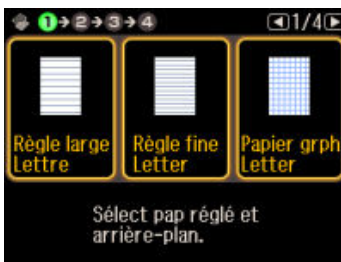 1 → 2 → 3 → 4
1/4
Règle large
Lettre
Règle fine
Letter
Papier grph
Letter
Sélect pap réglé et
arrière-plan.